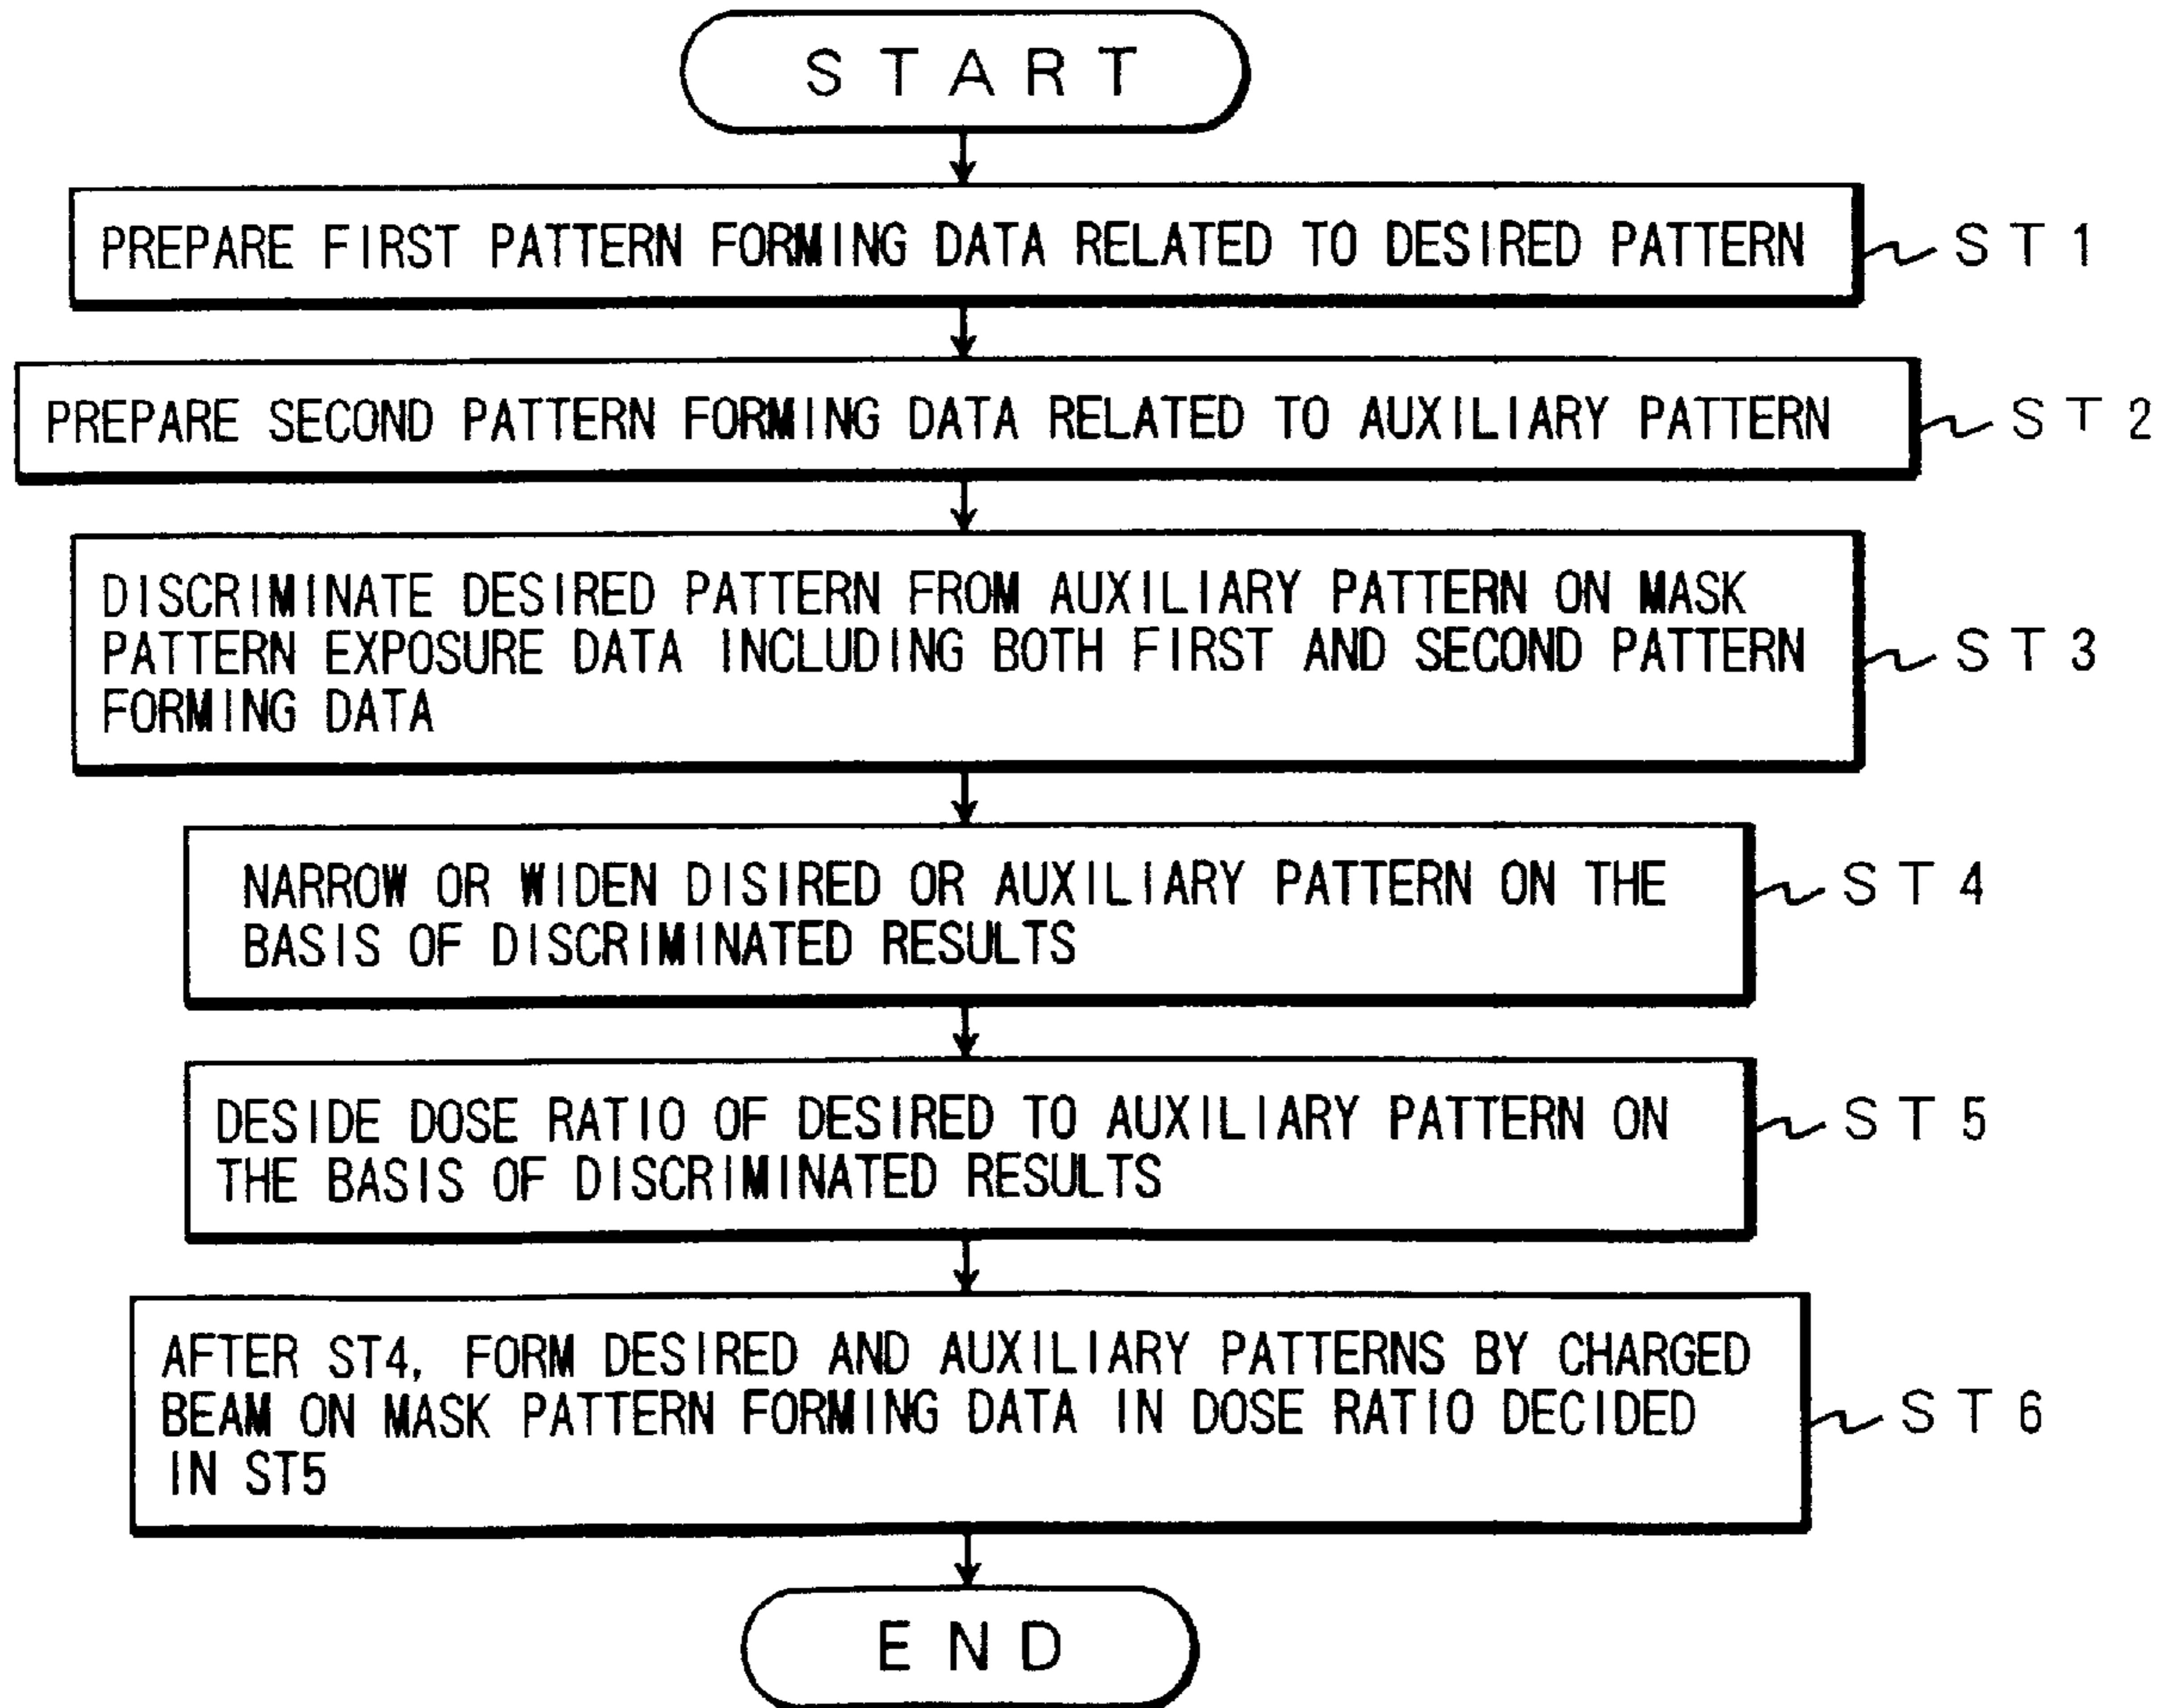 START
PREPARE FIRST PATTERN FORMING DATA RELATED TO DESIRED PATTERN
ST1
PREPARE SECOND PATTERN FORMING DATA RELATED TO AUXILIARY PATTERN
ST2
DISCRIMINATE DESIRED PATTERN FROM AUXILIARY PATTERN ON MASK
PATTERN EXPOSURE DATA INCLUDING BOTH FIRST AND SECOND PATTERN
FORMING DATA
ST3
NARROW OR WIDEN DISIRED OR AUXILIARY PATTERN ON THE
BASIS OF DISCRIMINATED RESULTS
ST4
DESIDE DOSE RATIO OF DESIRED TO AUXILIARY PATTERN ON
THE BASIS OF DISCRIMINATED RESULTS
ST5
AFTER ST4, FORM DESIRED AND AUXILIARY PATTERNS BY CHARGED
BEAM ON MASK PATTERN FORMING DATA IN DOSE RATIO DECIDED
IN ST5
ST6
END